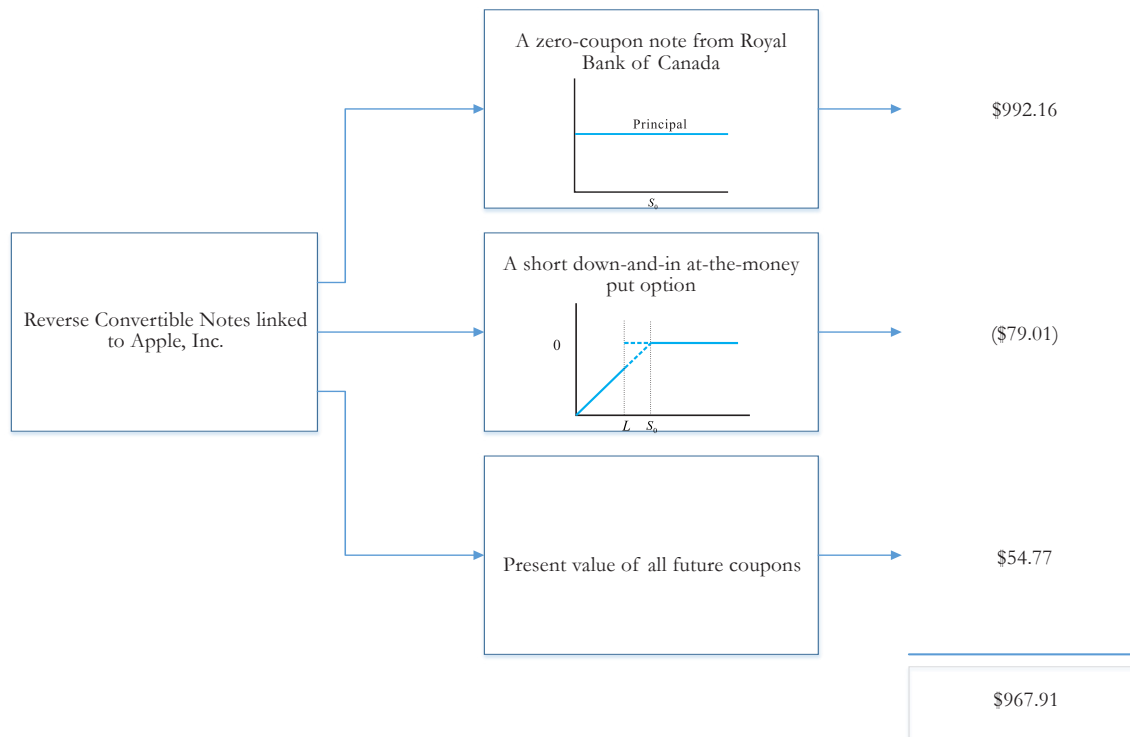 A zero-coupon note from Royal
Bank of Canada
Principal
S₀
$992.16
Reverse Convertible Notes linked
to Apple, Inc.
A short down-and-in at-the-money
put option
0
L S₀
($79.01)
Present value of all future coupons
$54.77
$967.91